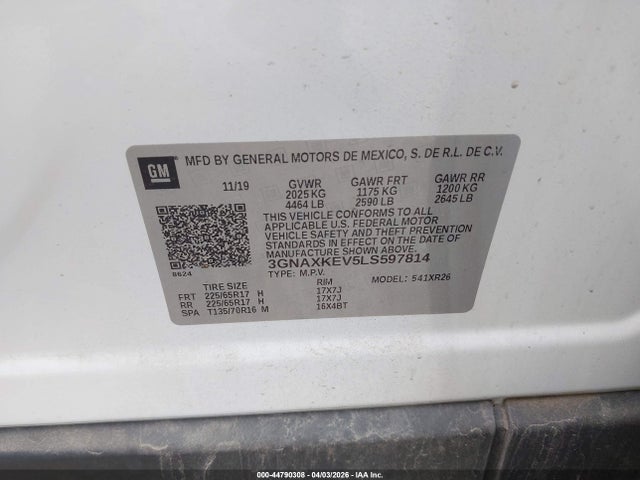 GM
MFD BY GENERAL MOTORS DE MEXICO, S. DE R.L. DE C.V.
11/19 GVWR GAWR FRT GAWR RR
2025 KG 1175 KG 1200 KG
4464 LB 2590 LB 2645 LB
THIS VEHICLE CONFORMS TO ALL
APPLICABLE U.S. FEDERAL MOTOR
VEHICLE SAFETY AND THEFT PREVENTION
STANDARDS IN EFFECT ON THE DATE OF
MANUFACTURE SHOWN ABOVE.
3GNAXKEV5LS597814
8624
TYPE: M.P.V. MODEL: 541XR26
TIRE SIZE RIM
FRT 225/65R17 H 17X7J
RR 225/65R17 H 17X7J
SPA T135/70R16 M 16X4BT
000-44790308 - 04/03/2026 - IAA Inc.